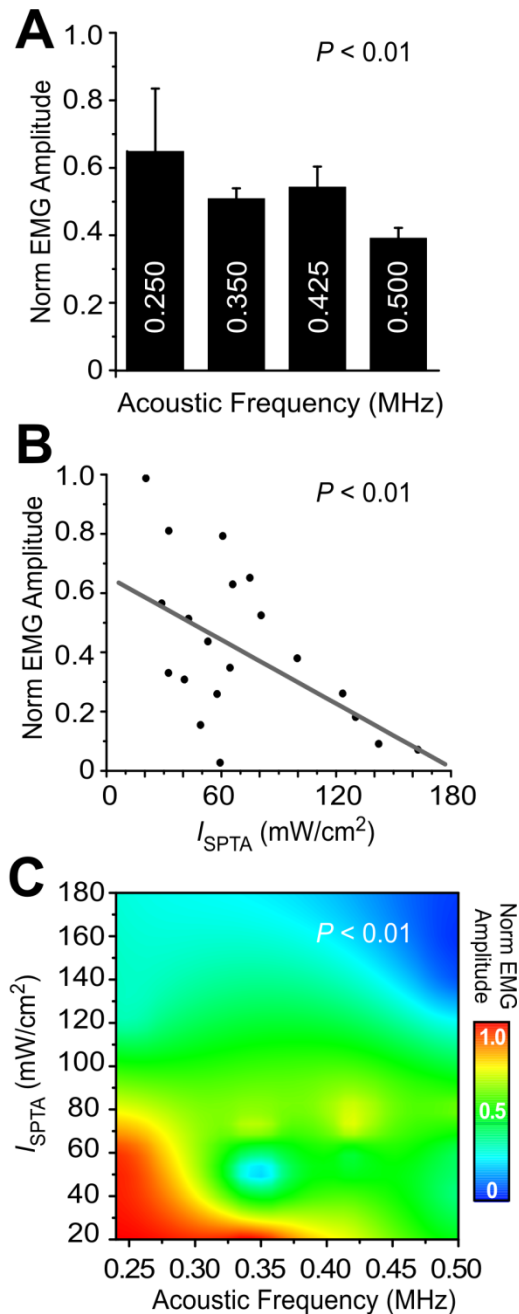 A
P < 0.01
Norm EMG Amplitude
1.0
0.8
0.6
0.4
0.2
0
0.250
0.350
0.425
0.500
Acoustic Frequency (MHz)
B
P < 0.01
Norm EMG Amplitude
1.0
0.8
0.6
0.4
0.2
0
0 60 120 180
I_SPTA (mW/cm²)
C
P < 0.01
I_SPTA (mW/cm²)
180
160
140
120
100
80
60
40
20
0.25 0.30 0.35 0.40 0.45 0.50
Acoustic Frequency (MHz)
Norm EMG
Amplitude
1.0
0.5
0